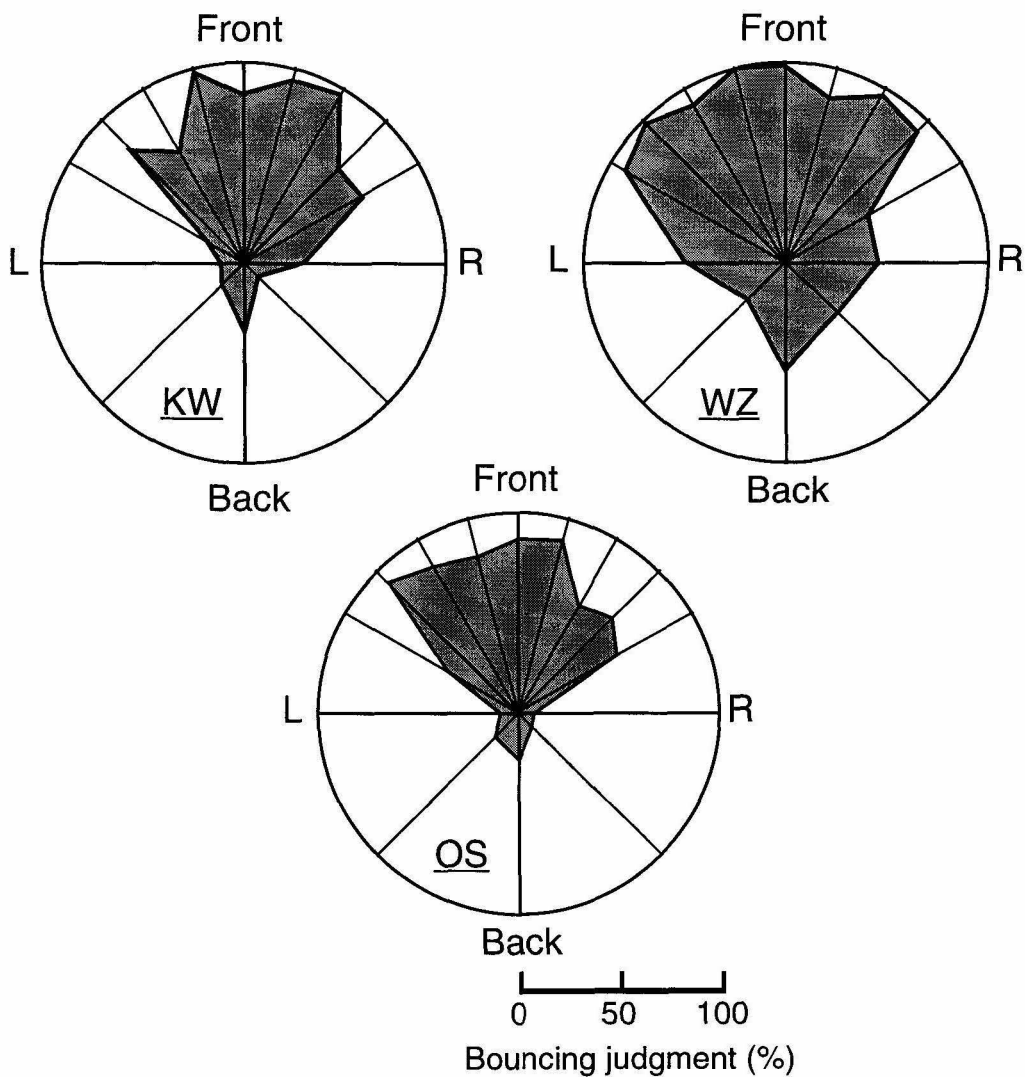 Front
Front
L
R
L
R
KW
WZ
Back
Back
Front
L
R
OS
Back
0 50 100
Bouncing judgment (%)